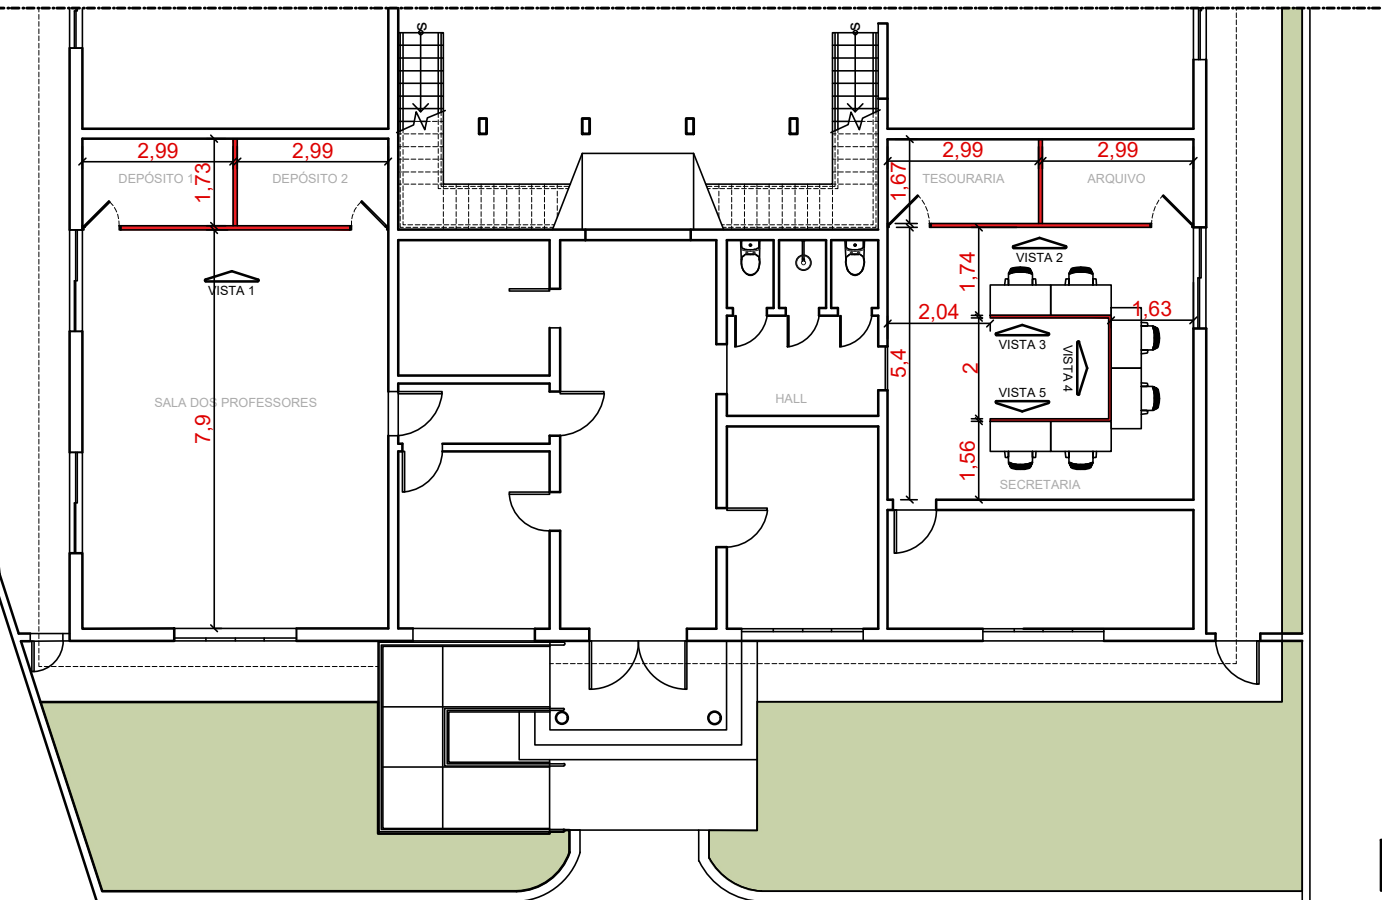 S
S
2,99
2,99
2,99
2,99
DEPÓSITO 1
1,73
DEPÓSITO 2
1,67
TESOURARIA
ARQUIVO
VISTA 1
VISTA 2
1,74
2,04
1,63
VISTA 3
5,4
2
VISTA 4
VISTA 5
HALL
SALA DOS PROFESSORES
7,9
1,56
SECRETARIA